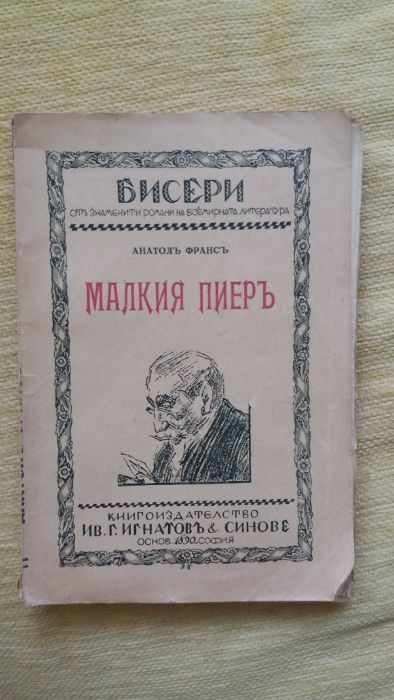 БИСЕРИ
ОТЪ ЗНАМЕНИТИ РОМАНИ НА ВСЕМИРНАТА ЛИТЕРАТУРА
АНАТОЛЪ ФРАНСЪ
МАЛКИЯ ПИЕРЪ
КНИГОИЗДАТЕЛСТВО
ИВ. Г. ИГНАТОВЪ & СИНОВЕ
ОСНОВ. 1890. СОФИЯ